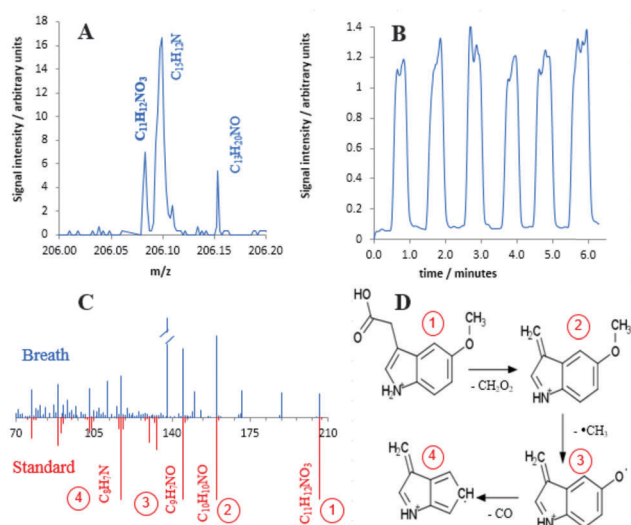 A
Signal intensity / arbitrary units
18
16
14
12
10
8
6
4
2
0
C₁₁H₁₂NO₃
C₁₅H₁₂N
C₁₃H₂₀NO
206.00
206.05
206.10
206.15
206.20
m/z
B
Signal intensity / arbitrary units
1.4
1.2
1
0.8
0.6
0.4
0.2
0
0.0
1.0
2.0
3.0
4.0
5.0
6.0
time / minutes
C
Breath
70
105
140
175
210
Standard
4
C₈H₇N
3
C₉H₇NO
C₁₀H₁₀NO
2
C₁₁H₁₂NO₃
1
D
HO
O
1
O
CH₃
NH₂⁺
- CH₂O₂
H₂C
2
O
CH₃
HN⁺
- •CH₃
H₂C
3
O•
HN⁺
- CO
H₂C
4
CH
HN⁺